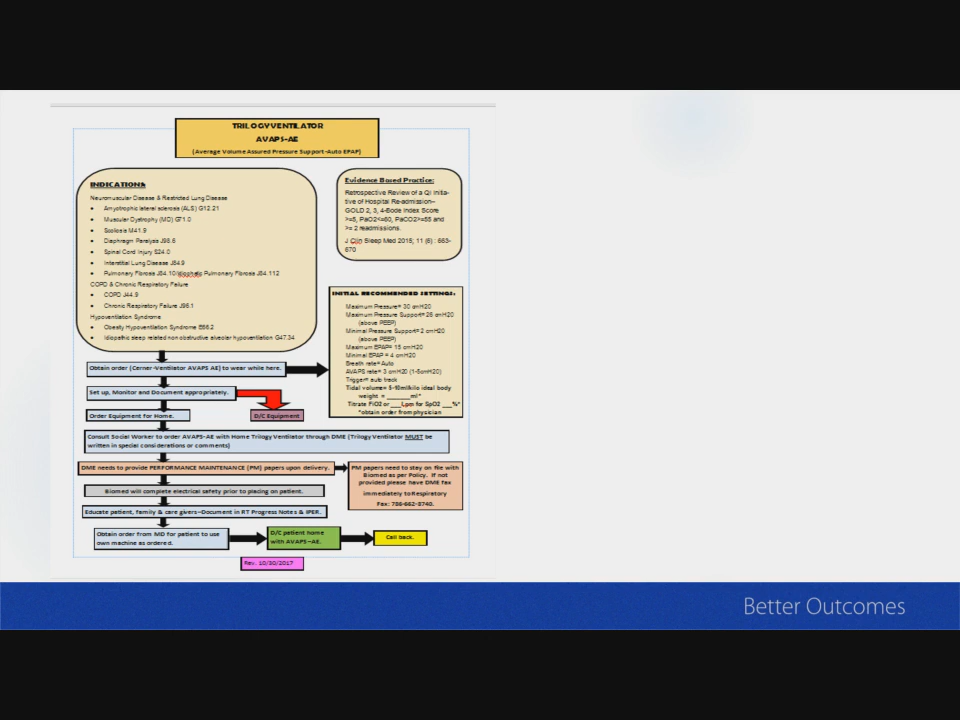 TRILOGY VENTILATOR
AVAPS-AE
(Average Volume Assured Pressure Support-Auto EPAP)
INDICATIONS
Neuromuscular Disease & Restricted Lung Disease
• Amyotrophic lateral sclerosis (ALS) G12.21
• Muscular Dystrophy (MD) G71.0
• Scoliosis M41.9
• Diaphragm Paralysis J98.6
• Spinal Cord Injury S24.0
• Interstitial Lung Disease J84.9
• Pulmonary Fibrosis J84.10/Idiopathic Pulmonary Fibrosis J84.112
COPD & Chronic Respiratory Failure
• COPD J44.9
• Chronic Respiratory Failure J96.1
Hypoventilation Syndrome
• Obesity Hypoventilation Syndrome E66.2
• Idiopathic sleep related non obstructive alveolar hypoventilation G47.34
Evidence Based Practice:
Retrospective Review of a QI Initia-
tive of Hospital Re-admission–
GOLD 2, 3, 4-Bode Index Score
>=5, PaO2<=60, PaCO2>=55 and
>= 2 readmissions.
J Clin Sleep Med 2015; 11 (6) : 663-
670
INITIAL RECOMMENDED SETTINGS:
Maximum Pressure= 30 cmH20
Maximum Pressure Support= 26 cmH20
(above PEEP)
Minimal Pressure Support= 2 cmH20
(above PEEP)
Maximum EPAP= 15 cmH20
Minimal EPAP = 4 cmH20
Breath rate= Auto
AVAPS rate= 3 cmH20 (1-5cmH20)
Trigger= auto track
Tidal volume= 5-10ml/kilo ideal body
weight = ______ml*
Titrate FiO2 or ___Lpm for SpO2 ___%*
*obtain order from physician
Obtain order (Cerner-Ventilator AVAPS AE) to wear while here.
Set up, Monitor and Document appropriately.
Order Equipment for Home.
D/C Equipment
Consult Social Worker to order AVAPS-AE with Home Trilogy Ventilator through DME (Trilogy Ventilator MUST be
written in special considerations or comments)
DME needs to provide PERFORMANCE MAINTENANCE (PM) papers upon delivery.
PM papers need to stay on file with
Biomed as per Policy. If not
provided please have DME fax
immediately to Respiratory
Fax: 786-662-8740.
Biomed will complete electrical safety prior to placing on patient.
Educate patient, family & care givers–Document in RT Progress Notes & IPER.
Obtain order from MD for patient to use
own machine as ordered.
D/C patient home
with AVAPS–AE.
Call back.
Rev. 10/30/2017
Better Outcomes